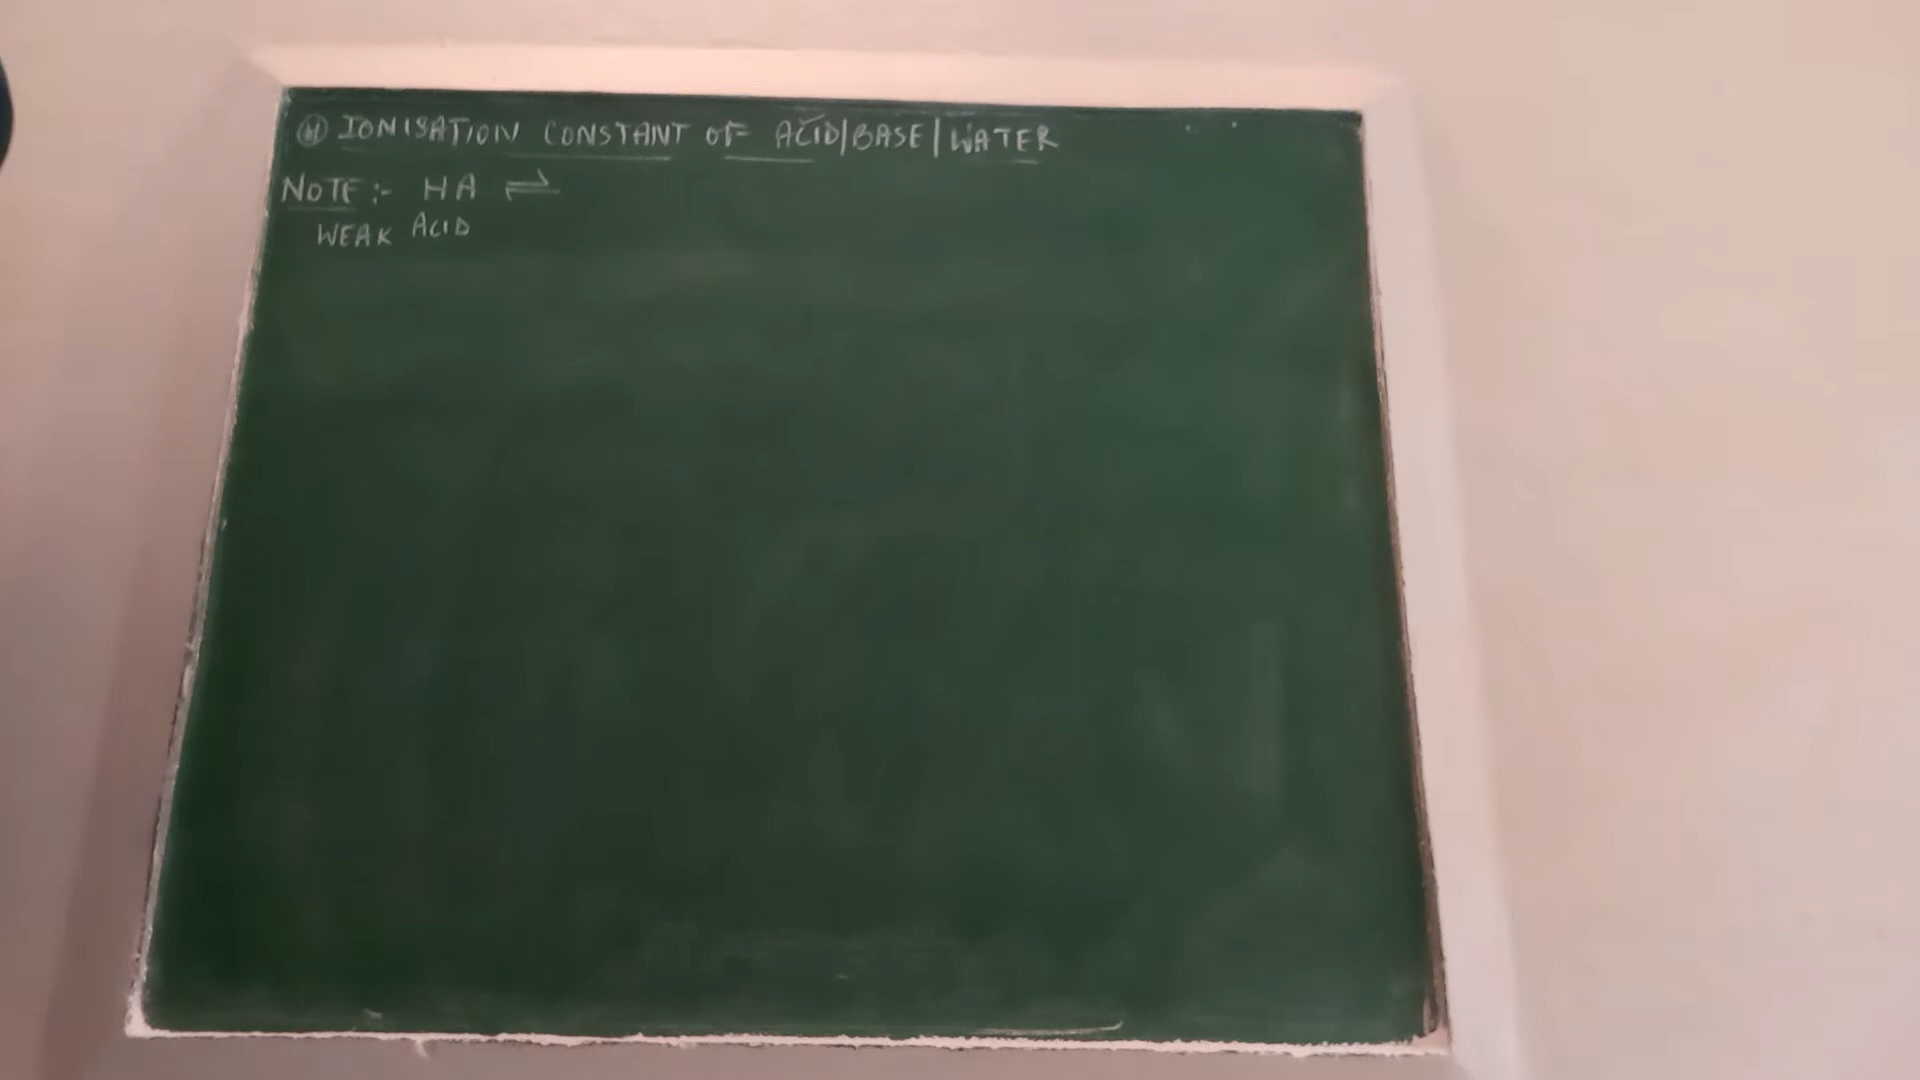 IONISATION CONSTANT OF ACID/BASE/WATER
NOTE :- HA ⇌
WEAK ACID